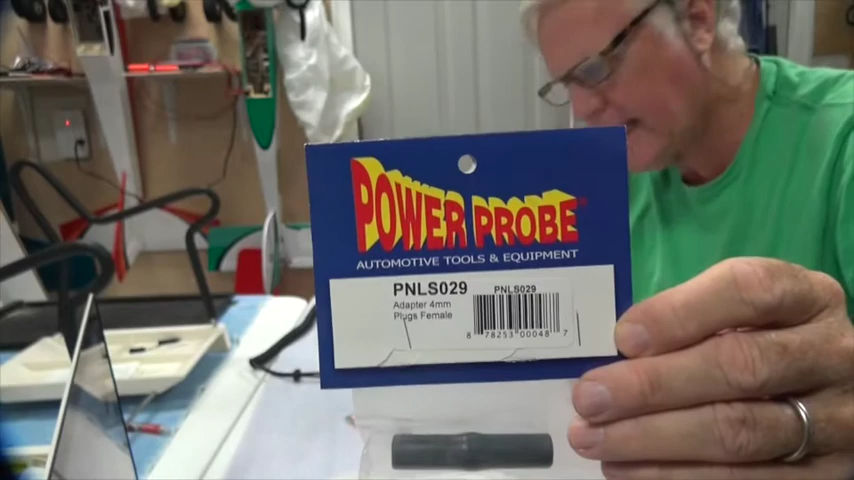 POWER PROBE
AUTOMOTIVE TOOLS & EQUIPMENT
PNLS029
PNLS029
Adapter 4mm
Plugs Female
8 78253 00048 7